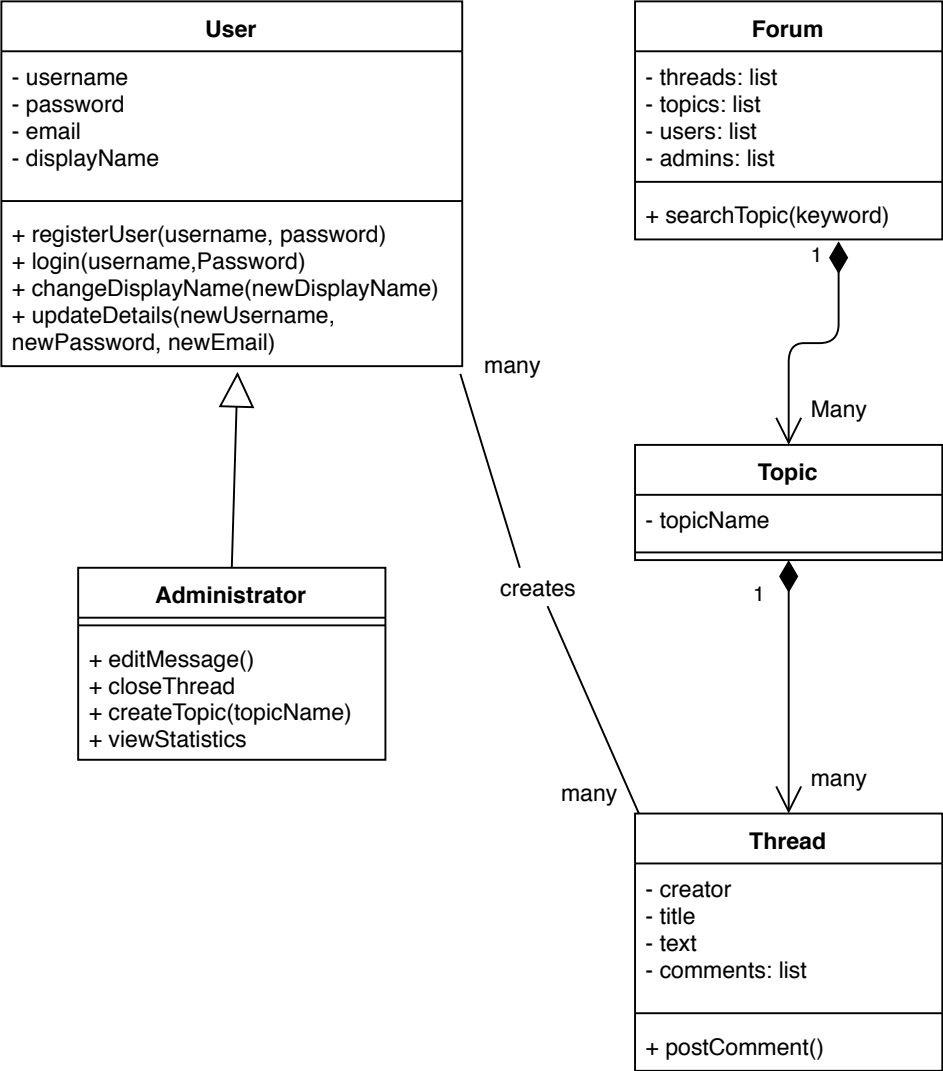 User
- username
- password
- email
- displayName
+ registerUser(username, password)
+ login(username,Password)
+ changeDisplayName(newDisplayName)
+ updateDetails(newUsername,
newPassword, newEmail)
Forum
- threads: list
- topics: list
- users: list
- admins: list
+ searchTopic(keyword)
1
many
Many
Topic
- topicName
1
creates
Administrator
+ editMessage()
+ closeThread
+ createTopic(topicName)
+ viewStatistics
many
many
Thread
- creator
- title
- text
- comments: list
+ postComment()